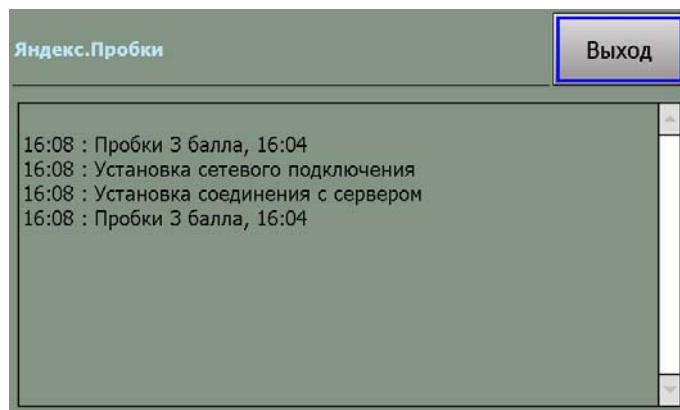 Яндекс.Пробки
Выход
16:08 : Пробки 3 балла, 16:04
16:08 : Установка сетевого подключения
16:08 : Установка соединения с сервером
16:08 : Пробки 3 балла, 16:04